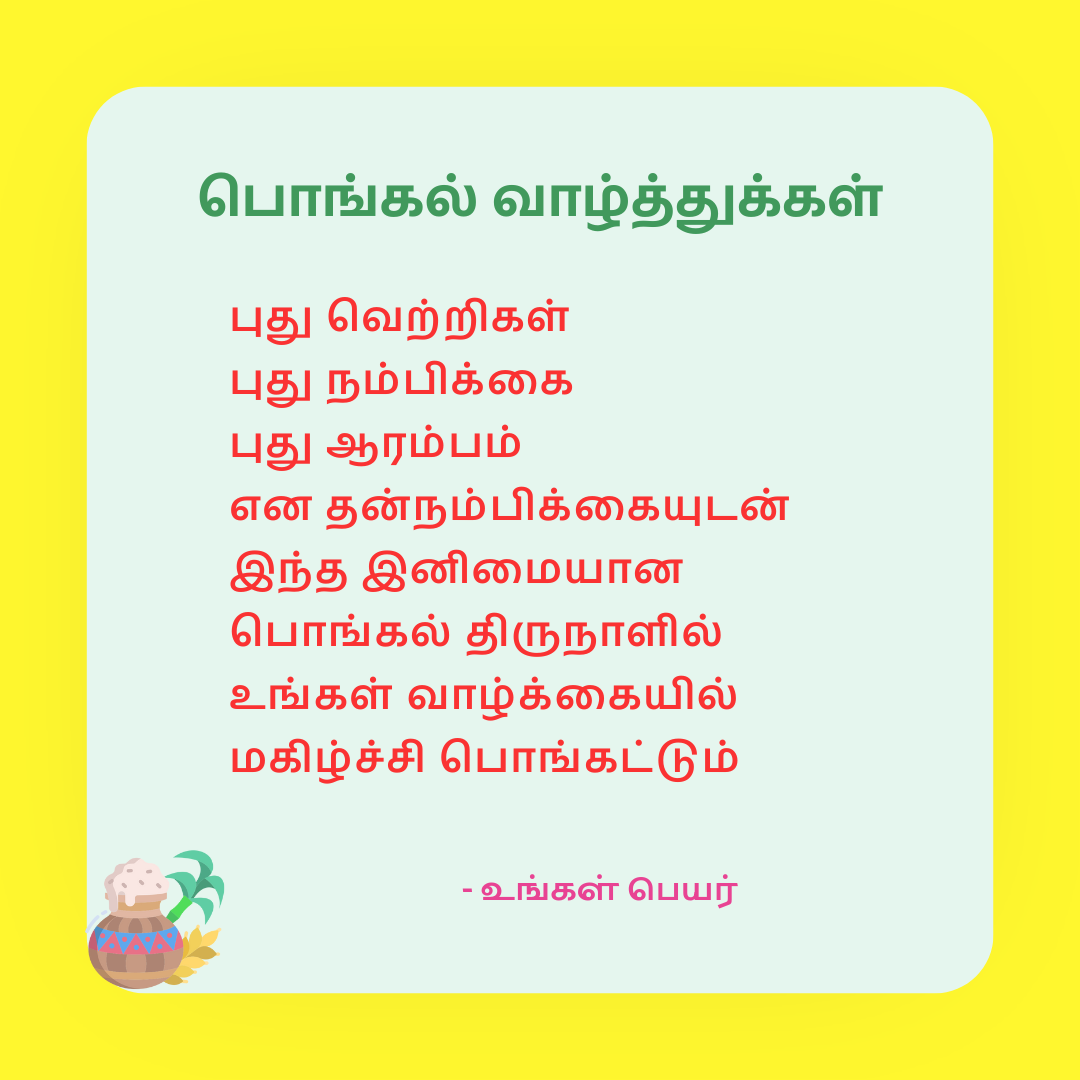 பொங்கல் வாழ்த்துக்கள்
புது வெற்றிகள்
புது நம்பிக்கை
புது ஆரம்பம்
என தன்நம்பிக்கையுடன்
இந்த இனிமையான
பொங்கல் திருநாளில்
உங்கள் வாழ்க்கையில்
மகிழ்ச்சி பொங்கட்டும்
- உங்கள் பெயர்